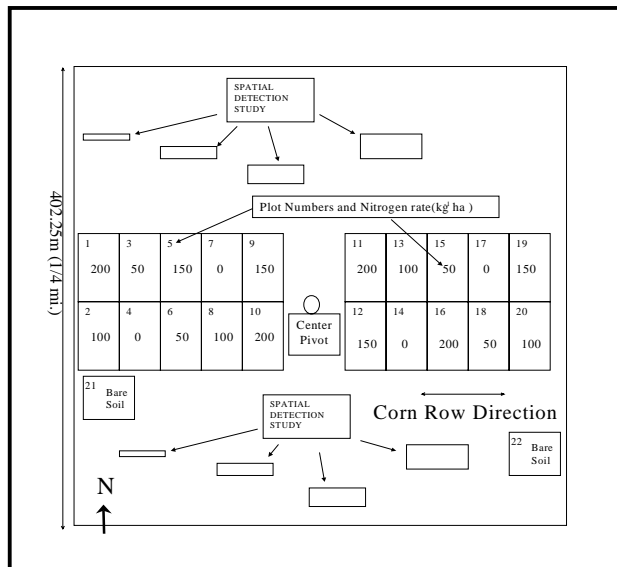 SPATIAL
DETECTION
STUDY
402.25m (1/4 mi.)
Plot Numbers and Nitrogen rate(kg/ ha )
1 3 5 7 9
200 50 150 0 150
11 13 15 17 19
200 100 50 0 150
2 4 6 8 10
100 0 50 100 200
Center
Pivot
12 14 16 18 20
150 0 200 50 100
21 Bare
Soil
SPATIAL
DETECTION
STUDY
Corn Row Direction
22 Bare
Soil
N